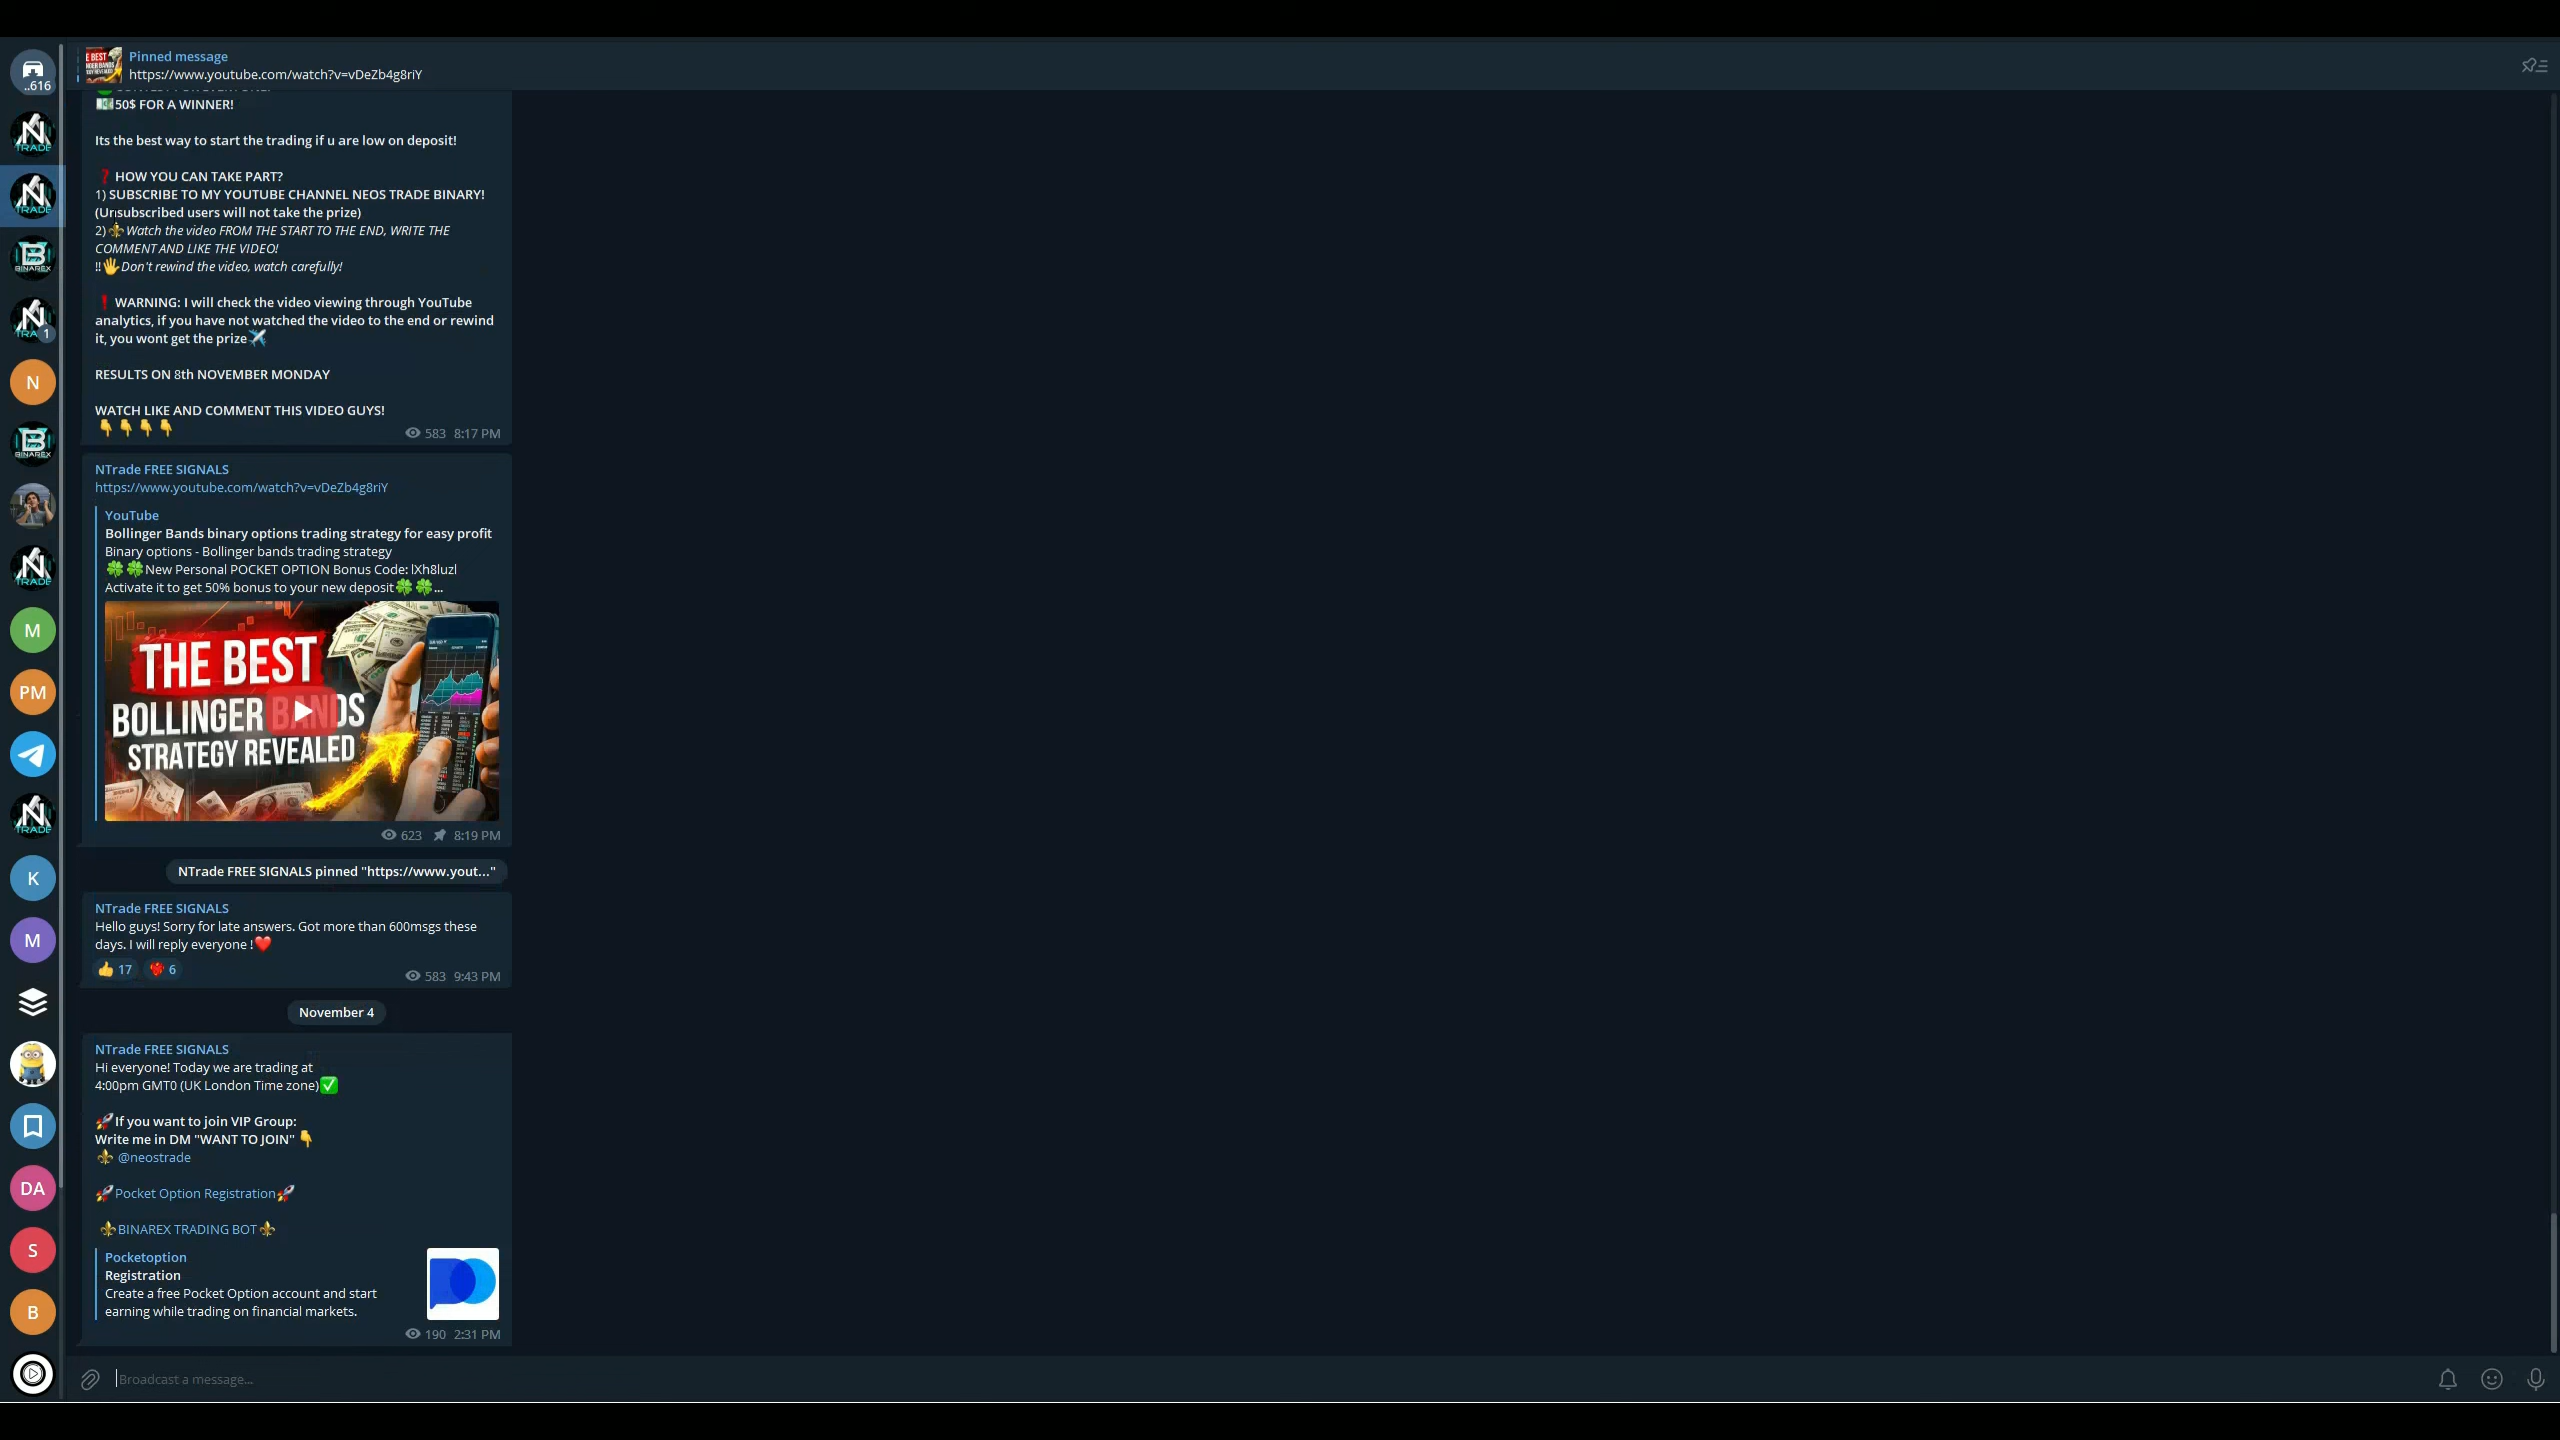 ..616
Pinned message
https://www.youtube.com/watch?v=vDeZb4g8riY
50$ FOR A WINNER!
Its the best way to start the trading if u are low on deposit!
HOW YOU CAN TAKE PART?
1) SUBSCRIBE TO MY YOUTUBE CHANNEL NEOS TRADE BINARY!
(Unsubscribed users will not take the prize)
2) Watch the video FROM THE START TO THE END, WRITE THE
COMMENT AND LIKE THE VIDEO!
‼🖐Don't rewind the video, watch carefully!
❗ WARNING: I will check the video viewing through YouTube
analytics, if you have not watched the video to the end or rewind
it, you wont get the prize✈️
RESULTS ON 8th NOVEMBER MONDAY
WATCH LIKE AND COMMENT THIS VIDEO GUYS!
👇👇👇👇
583 8:17 PM
NTrade FREE SIGNALS
https://www.youtube.com/watch?v=vDeZb4g8riY
YouTube
Bollinger Bands binary options trading strategy for easy profit
Binary options - Bollinger bands trading strategy
🍀🍀New Personal POCKET OPTION Bonus Code: lXh8luzl
Activate it to get 50% bonus to your new deposit🍀🍀...
THE BEST
BOLLINGER BANDS
STRATEGY REVEALED
623 8:19 PM
NTrade FREE SIGNALS pinned "https://www.yout..."
NTrade FREE SIGNALS
Hello guys! Sorry for late answers. Got more than 600msgs these
days. I will reply everyone !❤️
👍 17 6
583 9:43 PM
November 4
NTrade FREE SIGNALS
Hi everyone! Today we are trading at
4:00pm GMT0 (UK London Time zone)✅
🚀If you want to join VIP Group:
Write me in DM "WANT TO JOIN" 👇
⚜ @neostrade
🚀Pocket Option Registration🚀
⚜BINAREX TRADING BOT⚜
Pocketoption
Registration
Create a free Pocket Option account and start
earning while trading on financial markets.
190 2:31 PM
Broadcast a message...
N
TRADE
N
TRADE
B
BINAREX
N
1
N
B
BINAREX
N
TRADE
M
PM
N
TRADE
K
M
DA
S
B